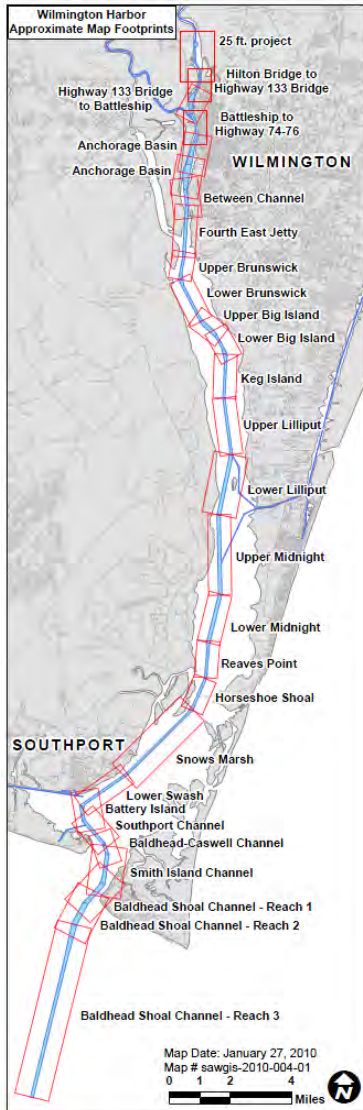 Wilmington Harbor
Approximate Map Footprints
25 ft. project
Hilton Bridge to
Highway 133 Bridge
Highway 133 Bridge
to Battleship
Battleship to
Highway 74-76
Anchorage Basin
WILMINGTON
Anchorage Basin
Between Channel
Fourth East Jetty
Upper Brunswick
Lower Brunswick
Upper Big Island
Lower Big Island
Keg Island
Upper Lilliput
Lower Lilliput
Upper Midnight
Lower Midnight
Reaves Point
Horseshoe Shoal
SOUTHPORT
Snows Marsh
Lower Swash
Battery Island
Southport Channel
Baldhead-Caswell Channel
Smith Island Channel
Baldhead Shoal Channel - Reach 1
Baldhead Shoal Channel - Reach 2
Baldhead Shoal Channel - Reach 3
Map Date: January 27, 2010
Map # sawgis-2010-004-01
0 1 2 4
Miles
N